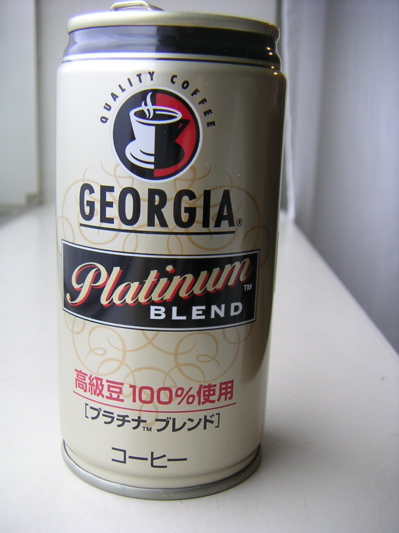 QUALITY COFFEE
GEORGIA®
Platinum™
BLEND
高級豆100%使用
[プラチナ™ ブレンド]
コーヒー